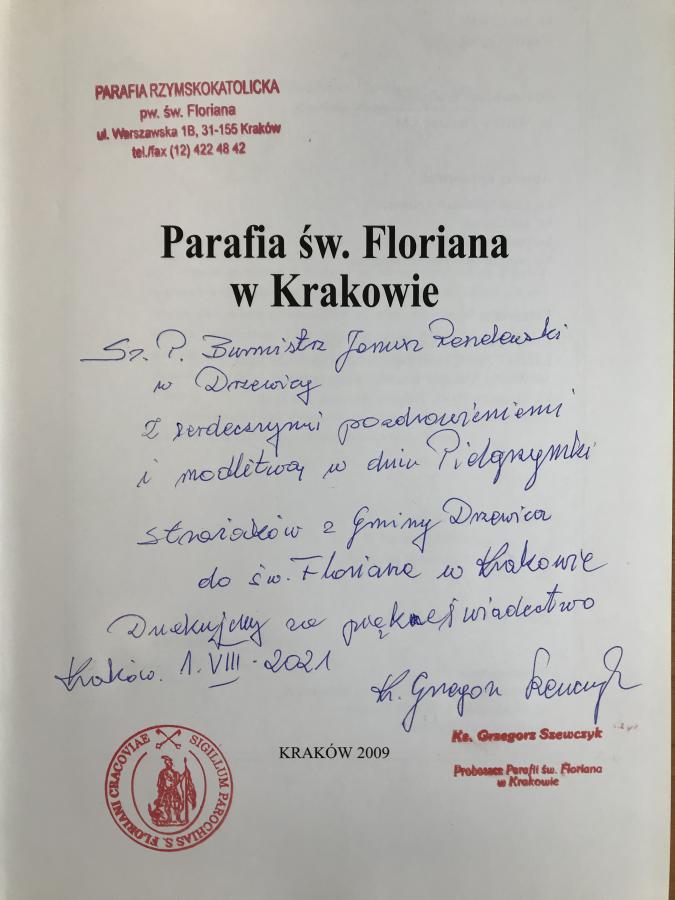 PARAFIA RZYMSKOKATOLICKA
pw. św. Floriana
ul. Warszawska 1B, 31-155 Kraków
tel./fax (12) 422 48 42
Parafia św. Floriana
w Krakowie
Sz. P. Burmistrz Janusz
w Drzewicy
z serdecznymi pozdrowieniami
i modlitwą w dniu Pielgrzymki
strażaków z Gminy Drzewica
do św. Floriana w Krakowie
Dziękujemy za piękne świadectwo
Kraków. 1. VIII. 2021
Ks. Grzegorz Szewczyk
Ks. Grzegorz Szewczyk
Proboszcz Parafii św. Floriana
w Krakowie
KRAKÓW 2009
SIGILLUM PAROCHIAS S. FLORIANI CRACOVIAE